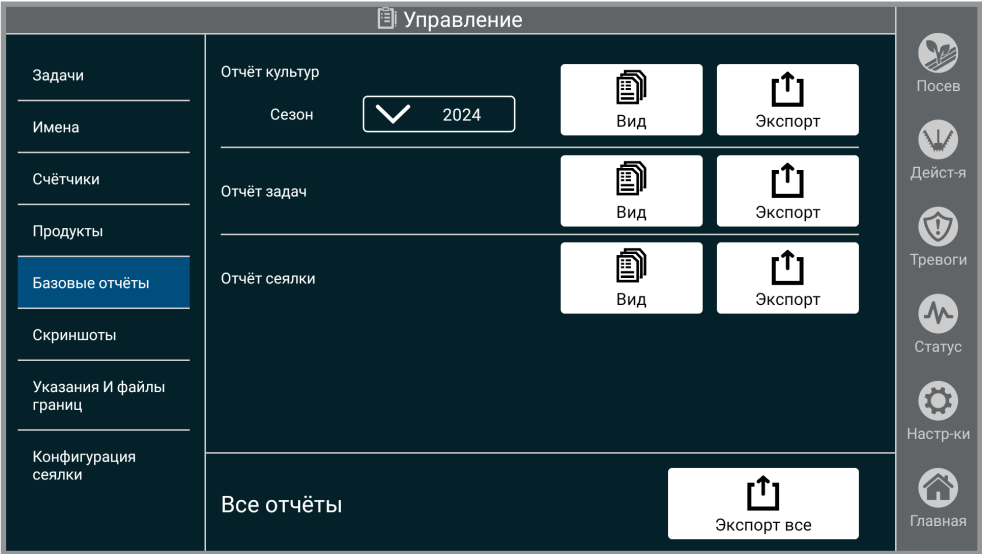 Управление
Задачи
Имена
Счётчики
Продукты
Базовые отчёты
Скриншоты
Указания И файлы
границ
Конфигурация
сеялки
Отчёт культур
Сезон
2024
Вид
Экспорт
Отчёт задач
Вид
Экспорт
Отчёт сеялки
Вид
Экспорт
Все отчёты
Экспорт все
Посев
Дейст-я
Тревоги
Статус
Настр-ки
Главная